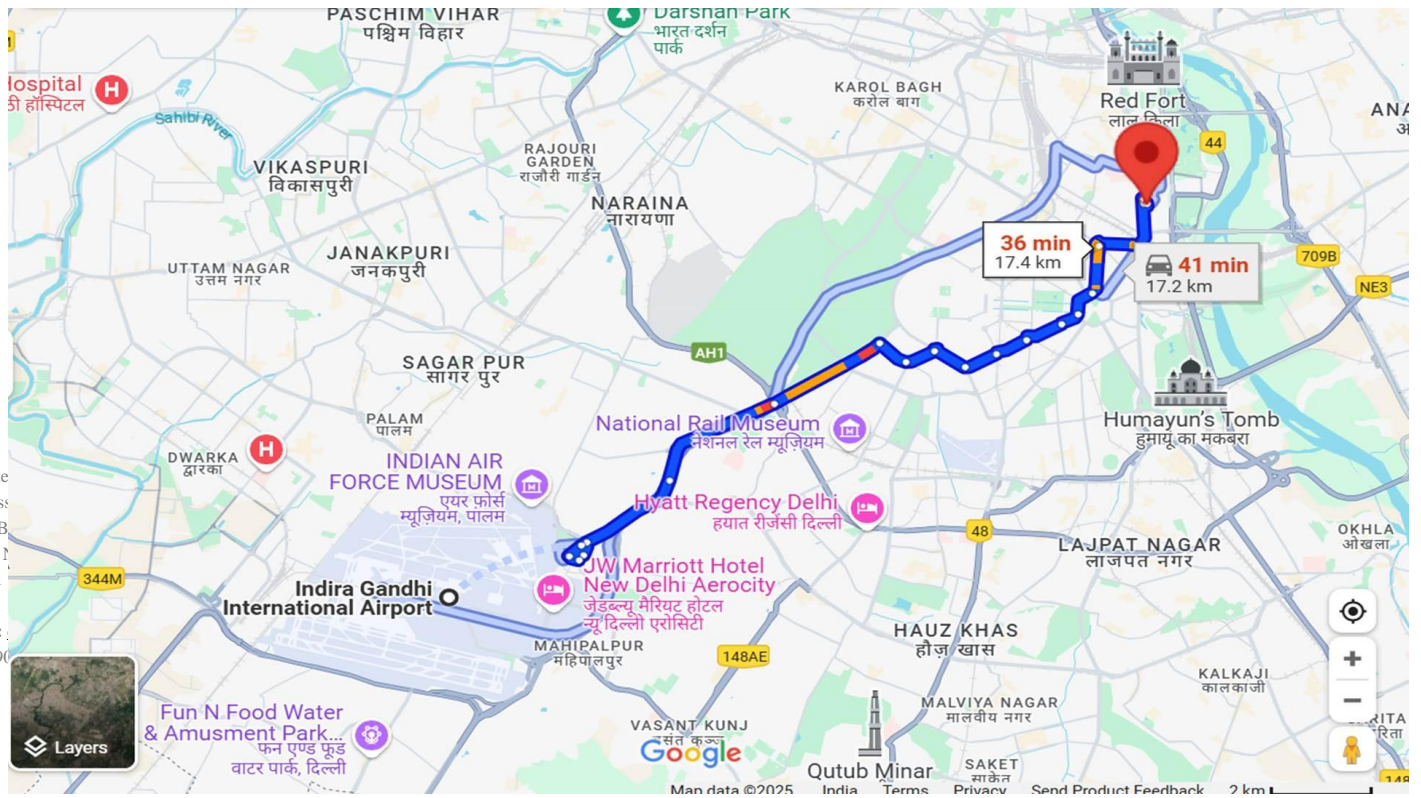 PASCHIM VIHAR
पश्चिम विहार
Darshan Park
भारत दर्शन
पार्क
Hospital
हॉस्पिटल
Sahibi River
KAROL BAGH
करोल बाग
Red Fort
लाल किला
44
RAJOURI
GARDEN
राजौरी गार्डन
VIKASPURI
विकासपुरी
NARAINA
नारायणा
JANAKPURI
जनकपुरी
UTTAM NAGAR
उत्तम नगर
36 min
17.4 km
41 min
17.2 km
709B
NE3
AH1
SAGAR PUR
सागर पुर
PALAM
पालम
National Rail Museum
नेशनल रेल म्यूज़ियम
Humayun's Tomb
हुमायूं का मकबरा
DWARKA
द्वारका
INDIAN AIR
FORCE MUSEUM
एयर फ़ोर्स
म्यूज़ियम, पालम
Hyatt Regency Delhi
हयात रीजेंसी दिल्ली
48
OKHLA
ओखला
LAJPAT NAGAR
लाजपत नगर
344M
Indira Gandhi
International Airport
JW Marriott Hotel
New Delhi Aerocity
जेडब्ल्यू मैरियट होटल
न्यू दिल्ली एरोसिटी
HAUZ KHAS
हौज़ खास
MAHIPALPUR
महिपालपुर
148AE
KALKAJI
कालकाजी
MALVIYA NAGAR
मालवीय नगर
Fun N Food Water
& Amusment Park...
फन एण्ड फूड
वाटर पार्क, दिल्ली
VASANT KUNJ
वसंत कुञ्ज
Layers
Google
Qutub Minar
SAKET
साकेत
Map data ©2025 India Terms Privacy Send Product Feedback 2 km